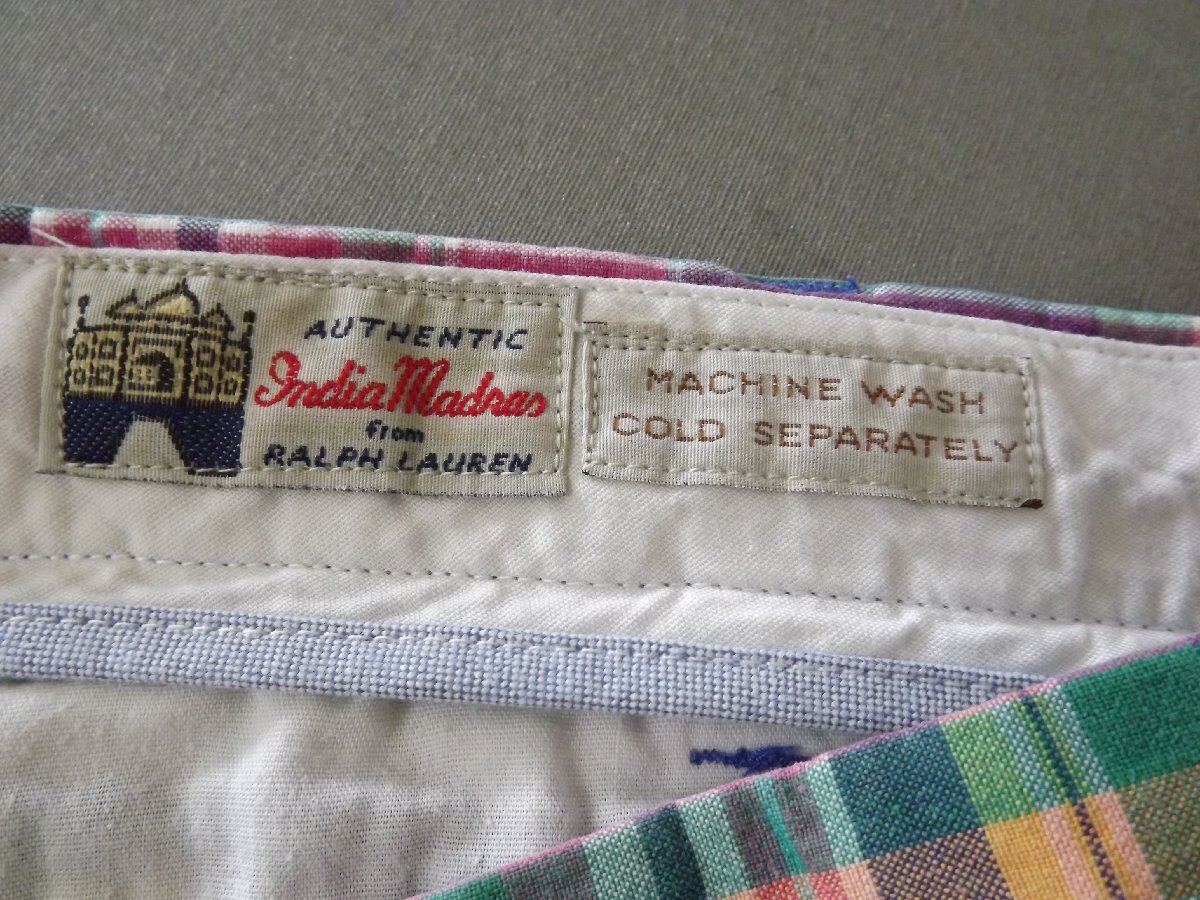 AUTHENTIC
India Madras
from
RALPH LAUREN
MACHINE WASH
COLD SEPARATELY